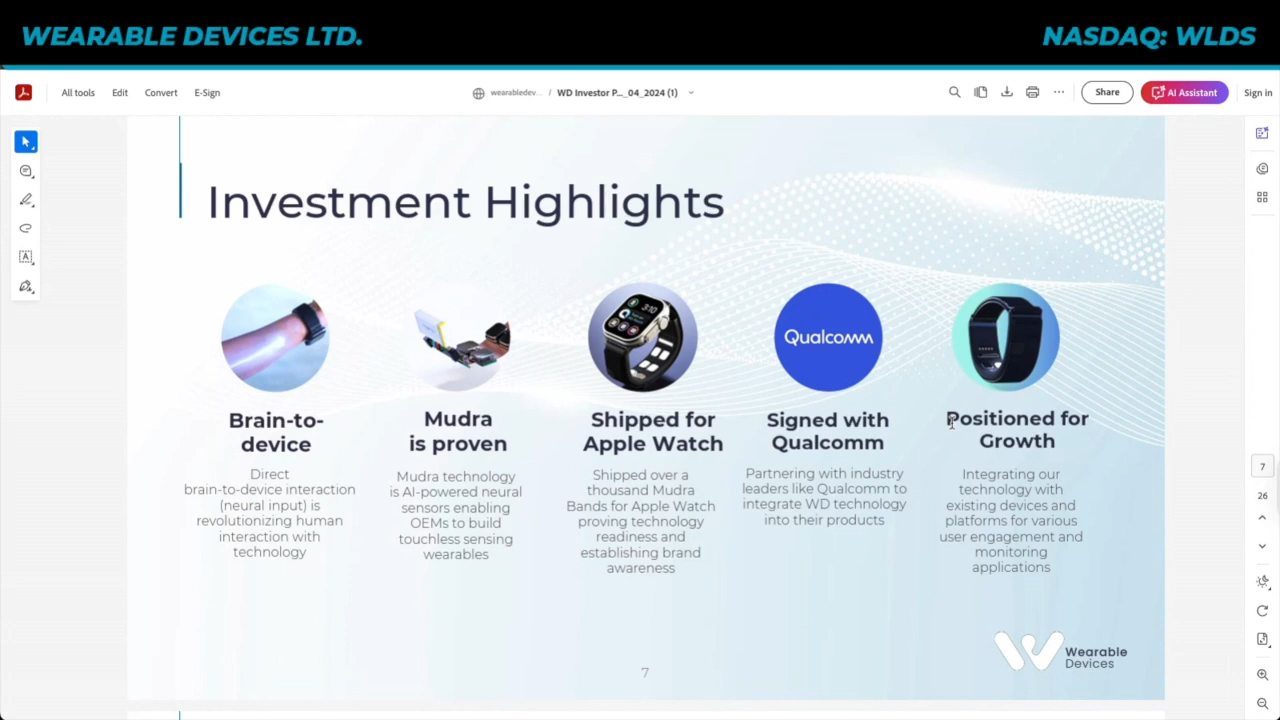 WEARABLE DEVICES LTD.
NASDAQ: WLDS
All tools
Edit
Convert
E-Sign
wearabledev... / WD Investor P..._04_2024 (1)
Share
AI Assistant
Sign in
Investment Highlights
3:10
Qualcomm
Brain-to-
device
Direct
brain-to-device interaction
(neural input) is
revolutionizing human
interaction with
technology
Mudra
is proven
Mudra technology
is AI-powered neural
sensors enabling
OEMs to build
touchless sensing
wearables
Shipped for
Apple Watch
Shipped over a
thousand Mudra
Bands for Apple Watch
proving technology
readiness and
establishing brand
awareness
Signed with
Qualcomm
Partnering with industry
leaders like Qualcomm to
integrate WD technology
into their products
Positioned for
Growth
Integrating our
technology with
existing devices and
platforms for various
user engagement and
monitoring
applications
7
26
7
Wearable
Devices